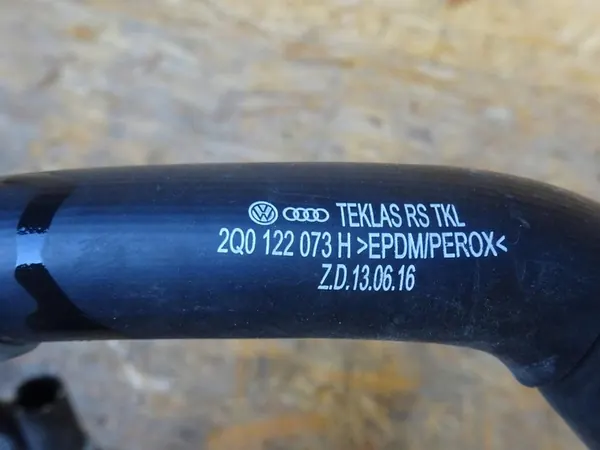 TEKLAS RS TKL
2Q0 122 073 H >EPDM/PEROX<
Z.D.13.06.16